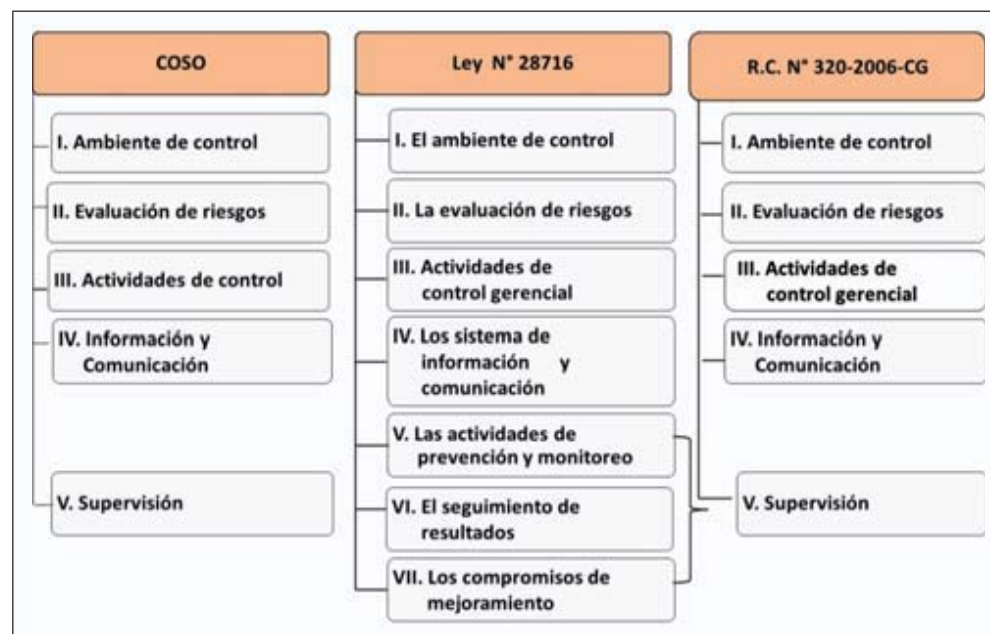 COSO
I. Ambiente de control
II. Evaluación de riesgos
III. Actividades de control
IV. Información y
Comunicación
V. Supervisión
Ley N° 28716
I. El ambiente de control
II. La evaluación de riesgos
III. Actividades de
control gerencial
IV. Los sistema de
información y
comunicación
V. Las actividades de
prevención y monitoreo
VI. El seguimiento de
resultados
VII. Los compromisos de
mejoramiento
R.C. N° 320-2006-CG
I. Ambiente de control
II. Evaluación de riesgos
III. Actividades de
control gerencial
IV. Información y
Comunicación
V. Supervisión